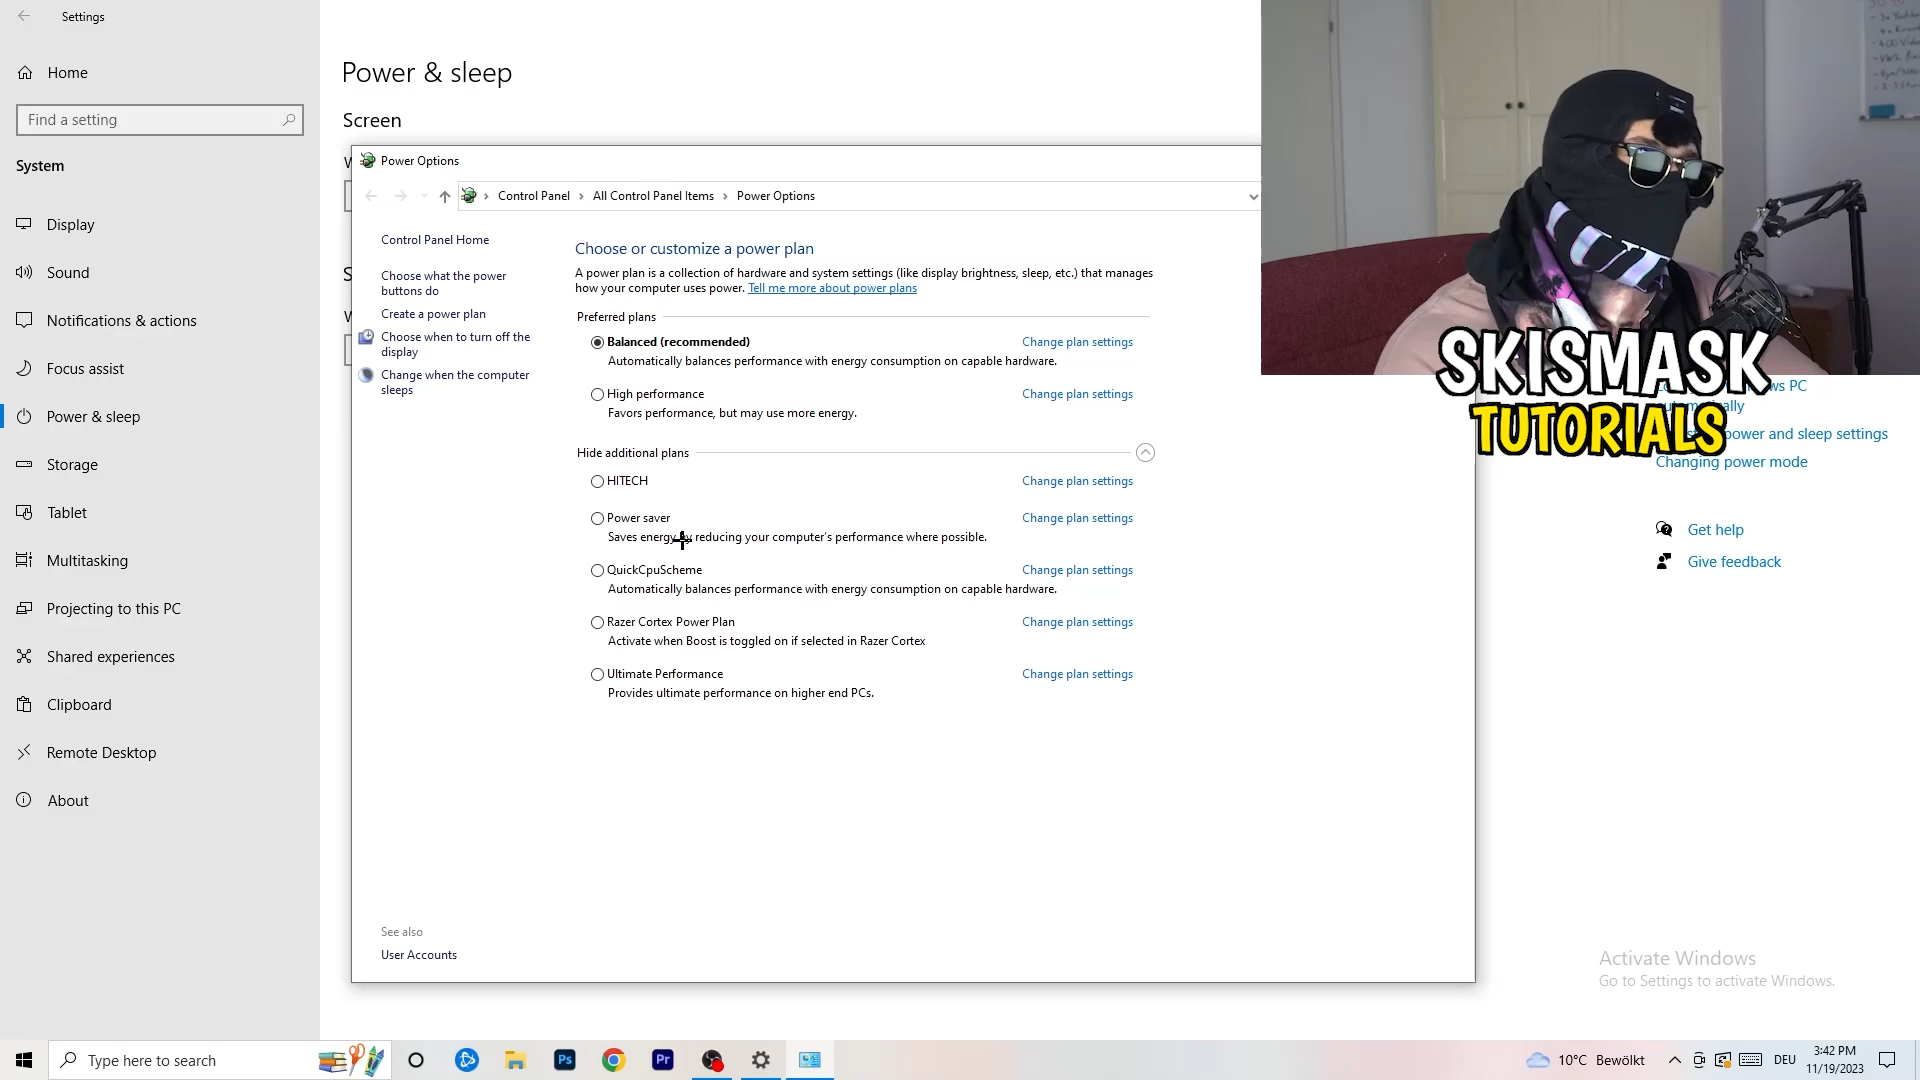 Settings
Home
Find a setting
System
Display
Sound
Notifications & actions
Focus assist
Power & sleep
Storage
Tablet
Multitasking
Projecting to this PC
Shared experiences
Clipboard
Remote Desktop
About
Power & sleep
Screen
Power Options
Control Panel
All Control Panel Items
Power Options
Control Panel Home
Choose what the power
buttons do
Create a power plan
Choose when to turn off the
display
Change when the computer
sleeps
See also
User Accounts
Choose or customize a power plan
A power plan is a collection of hardware and system settings (like display brightness, sleep, etc.) that manages
how your computer uses power. Tell me more about power plans
Preferred plans
Balanced (recommended) Change plan settings
Automatically balances performance with energy consumption on capable hardware.
High performance Change plan settings
Favors performance, but may use more energy.
Hide additional plans
HITECH Change plan settings
Power saver Change plan settings
Saves energy by reducing your computer's performance where possible.
QuickCpuScheme Change plan settings
Automatically balances performance with energy consumption on capable hardware.
Razer Cortex Power Plan Change plan settings
Activate when Boost is toggled on if selected in Razer Cortex
Ultimate Performance Change plan settings
Provides ultimate performance on higher end PCs.
SKISMASK
TUTORIALS
PC
power and sleep settings
Changing power mode
Get help
Give feedback
Activate Windows
Go to Settings to activate Windows.
Type here to search
Ps
Pr
10°C Bewölkt
DEU
3:42 PM
11/19/2023